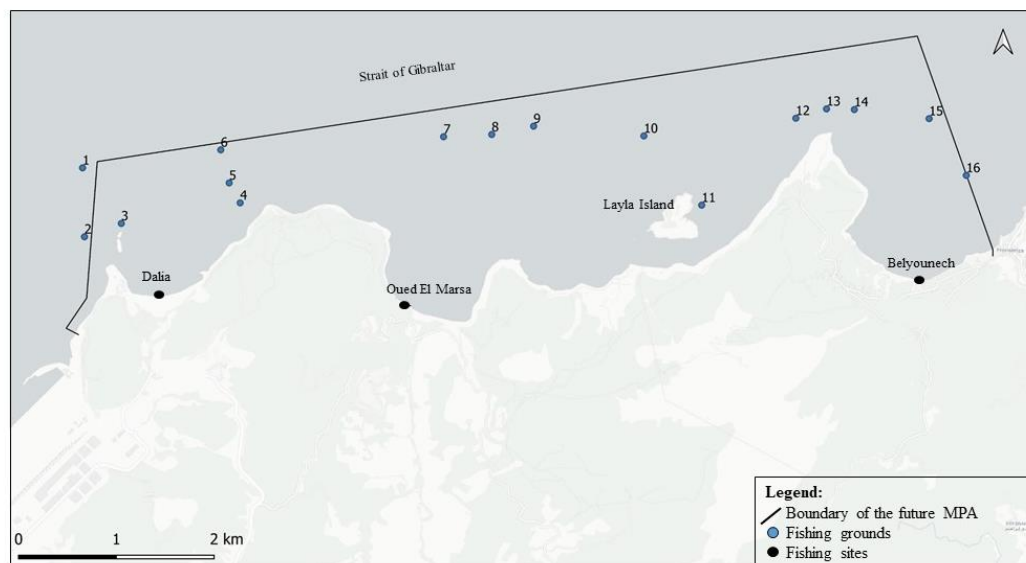 Strait of Gibraltar
1
2
3
4
5
6
7
8
9
10
11
12
13
14
15
16
Layla Island
Dalia
Oued El Marsa
Belyounech
0 1 2 km
Legend:
Boundary of the future MPA
Fishing grounds
Fishing sites